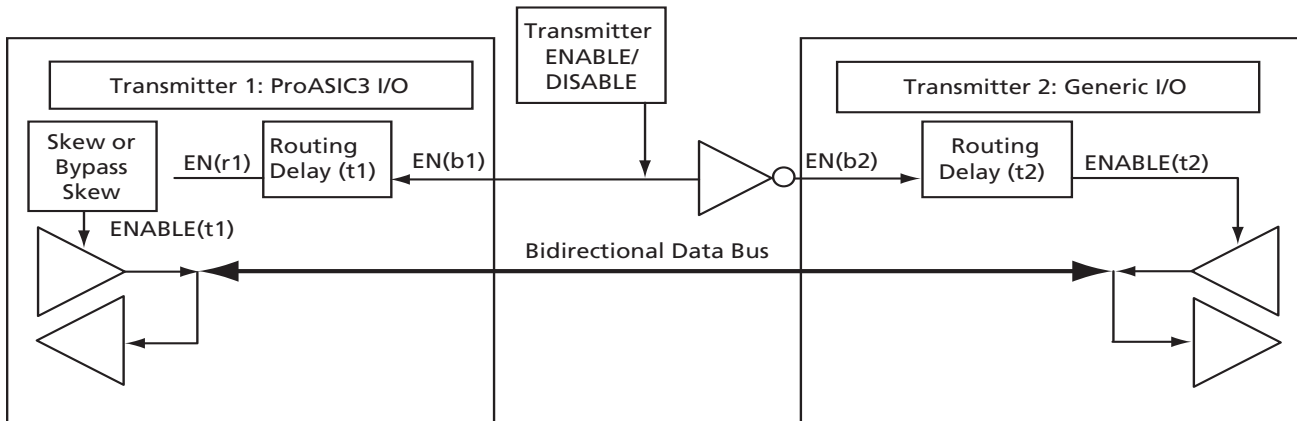 Transmitter
ENABLE/
DISABLE
Transmitter 1: ProASIC3 I/O
Transmitter 2: Generic I/O
Skew or
Bypass
Skew
EN(r1)
Routing
Delay (t1)
EN(b1)
EN(b2)
Routing
Delay (t2)
ENABLE(t2)
ENABLE(t1)
Bidirectional Data Bus